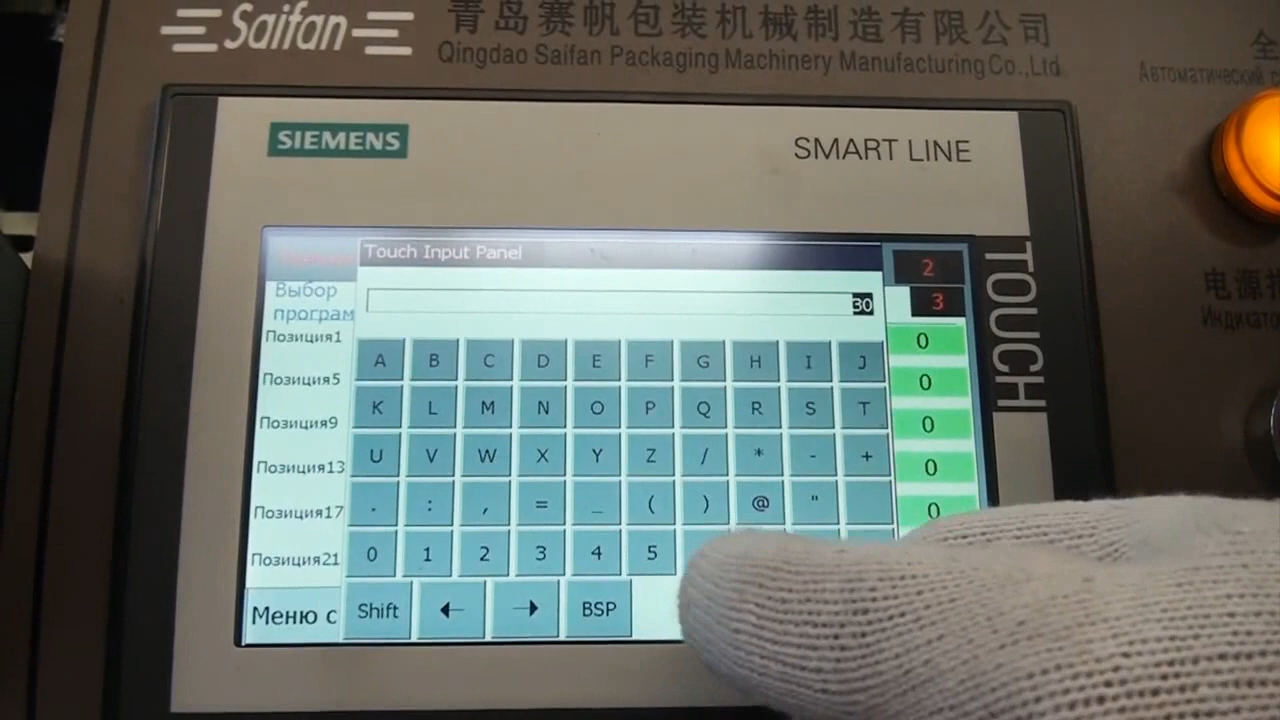 Saifan
青岛赛帆包装机械制造有限公司
Qingdao Saifan Packaging Machinery Manufacturing Co.,Ltd
全
Автоматический
SIEMENS
SMART LINE
TOUCH
电源指
Индикато
Touch Input Panel
2
Выбор
програм
30
3
Позиция1
0
A B C D E F G H I J
Позиция5
0
K L M N O P Q R S T
Позиция9
0
U V W X Y Z / * - +
Позиция13
0
. : , = _ ( ) @ "
Позиция17
0
Позиция21
0 1 2 3 4 5
Меню с
Shift ← → BSP